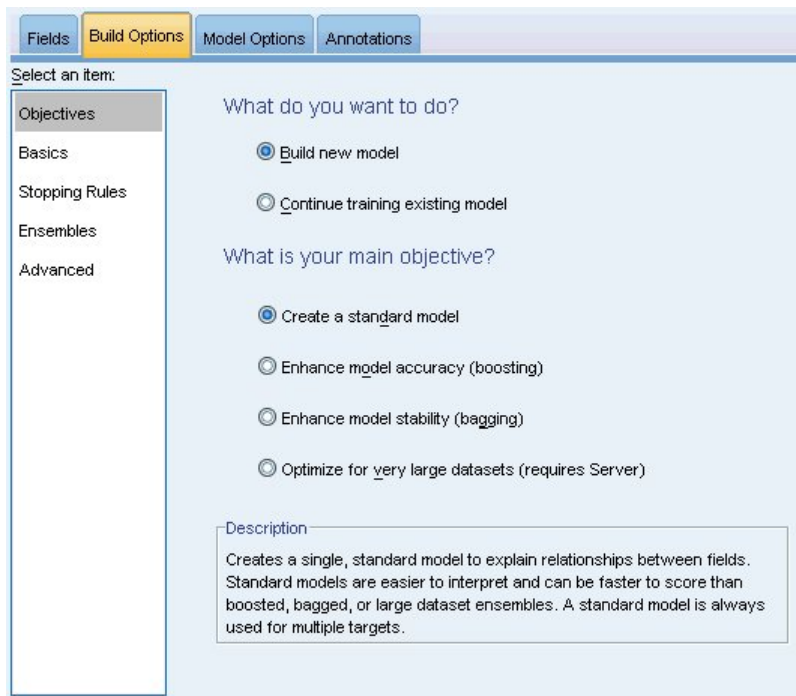 Fields Build Options Model Options Annotations
Select an item:
Objectives
Basics
Stopping Rules
Ensembles
Advanced
What do you want to do?
Build new model
Continue training existing model
What is your main objective?
Create a standard model
Enhance model accuracy (boosting)
Enhance model stability (bagging)
Optimize for very large datasets (requires Server)
Description
Creates a single, standard model to explain relationships between fields.
Standard models are easier to interpret and can be faster to score than
boosted, bagged, or large dataset ensembles. A standard model is always
used for multiple targets.